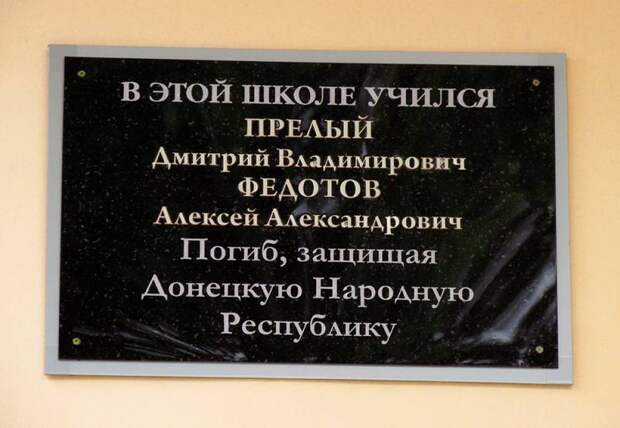 В ЭТОЙ ШКОЛЕ УЧИЛСЯ
ПРЕЛЫЙ
Дмитрий Владимирович
ФЕДОТОВ
Алексей Александрович
Погиб, защищая
Донецкую Народную
Республику